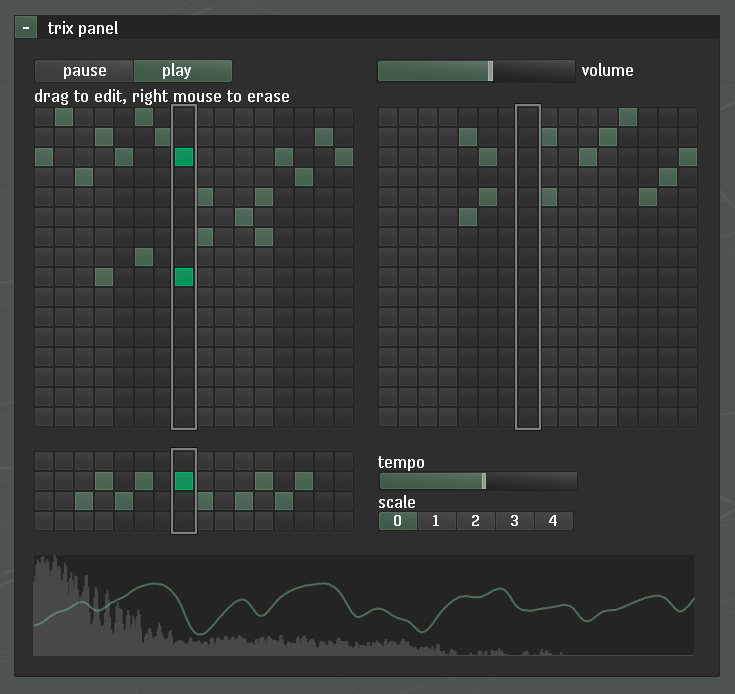 - trix panel
pause play
volume
drag to edit, right mouse to erase
tempo
scale
0 1 2 3 4